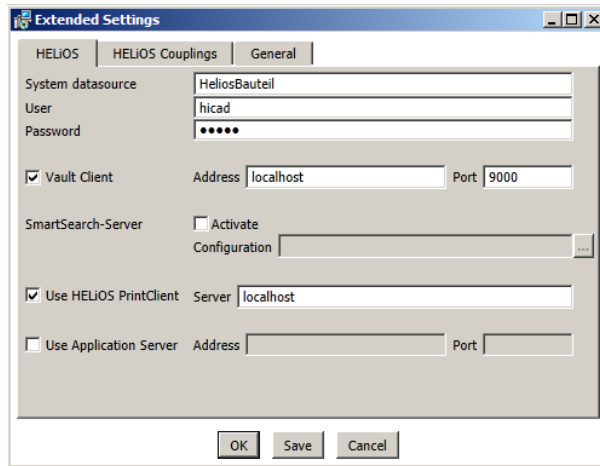 Extended Settings
HELiOS HELiOS Couplings General
System datasource HeliosBauteil
User hicad
Password •••••
Vault Client Address localhost Port 9000
SmartSearch-Server Activate
Configuration ...
Use HELiOS PrintClient Server localhost
Use Application Server Address Port
OK Save Cancel